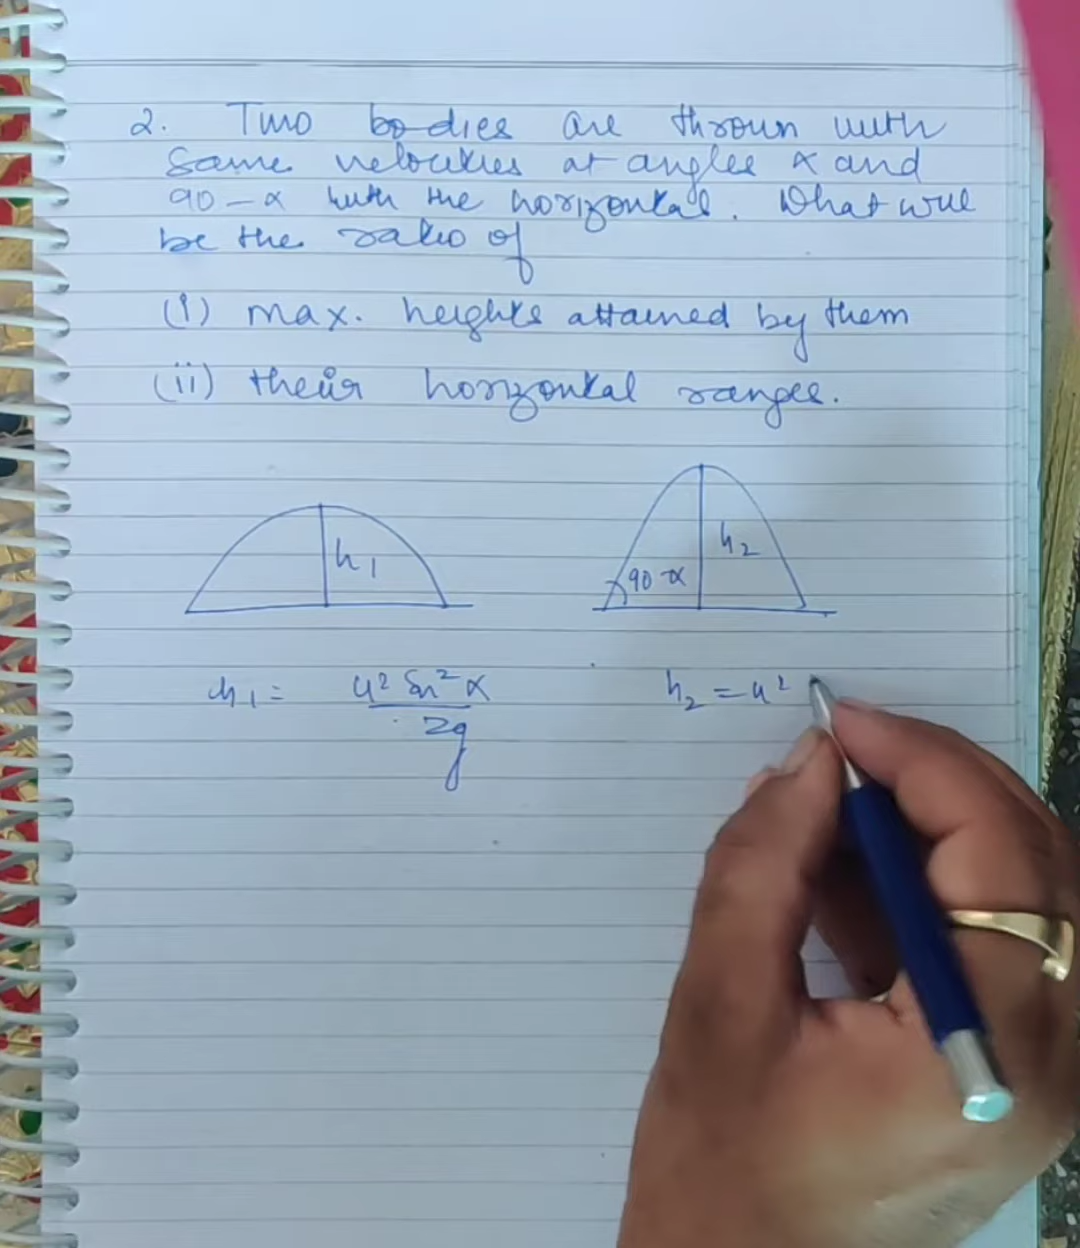 2. Two bodies are thrown with
same velocities at angles α and
90-α with the horizontal. What will
be the ratio of
(i) max. heights attained by them
(ii) their horizontal ranges.
h₁
90-α
h₂
h₁ = u² Sin² α / 2g
h₂ = u²